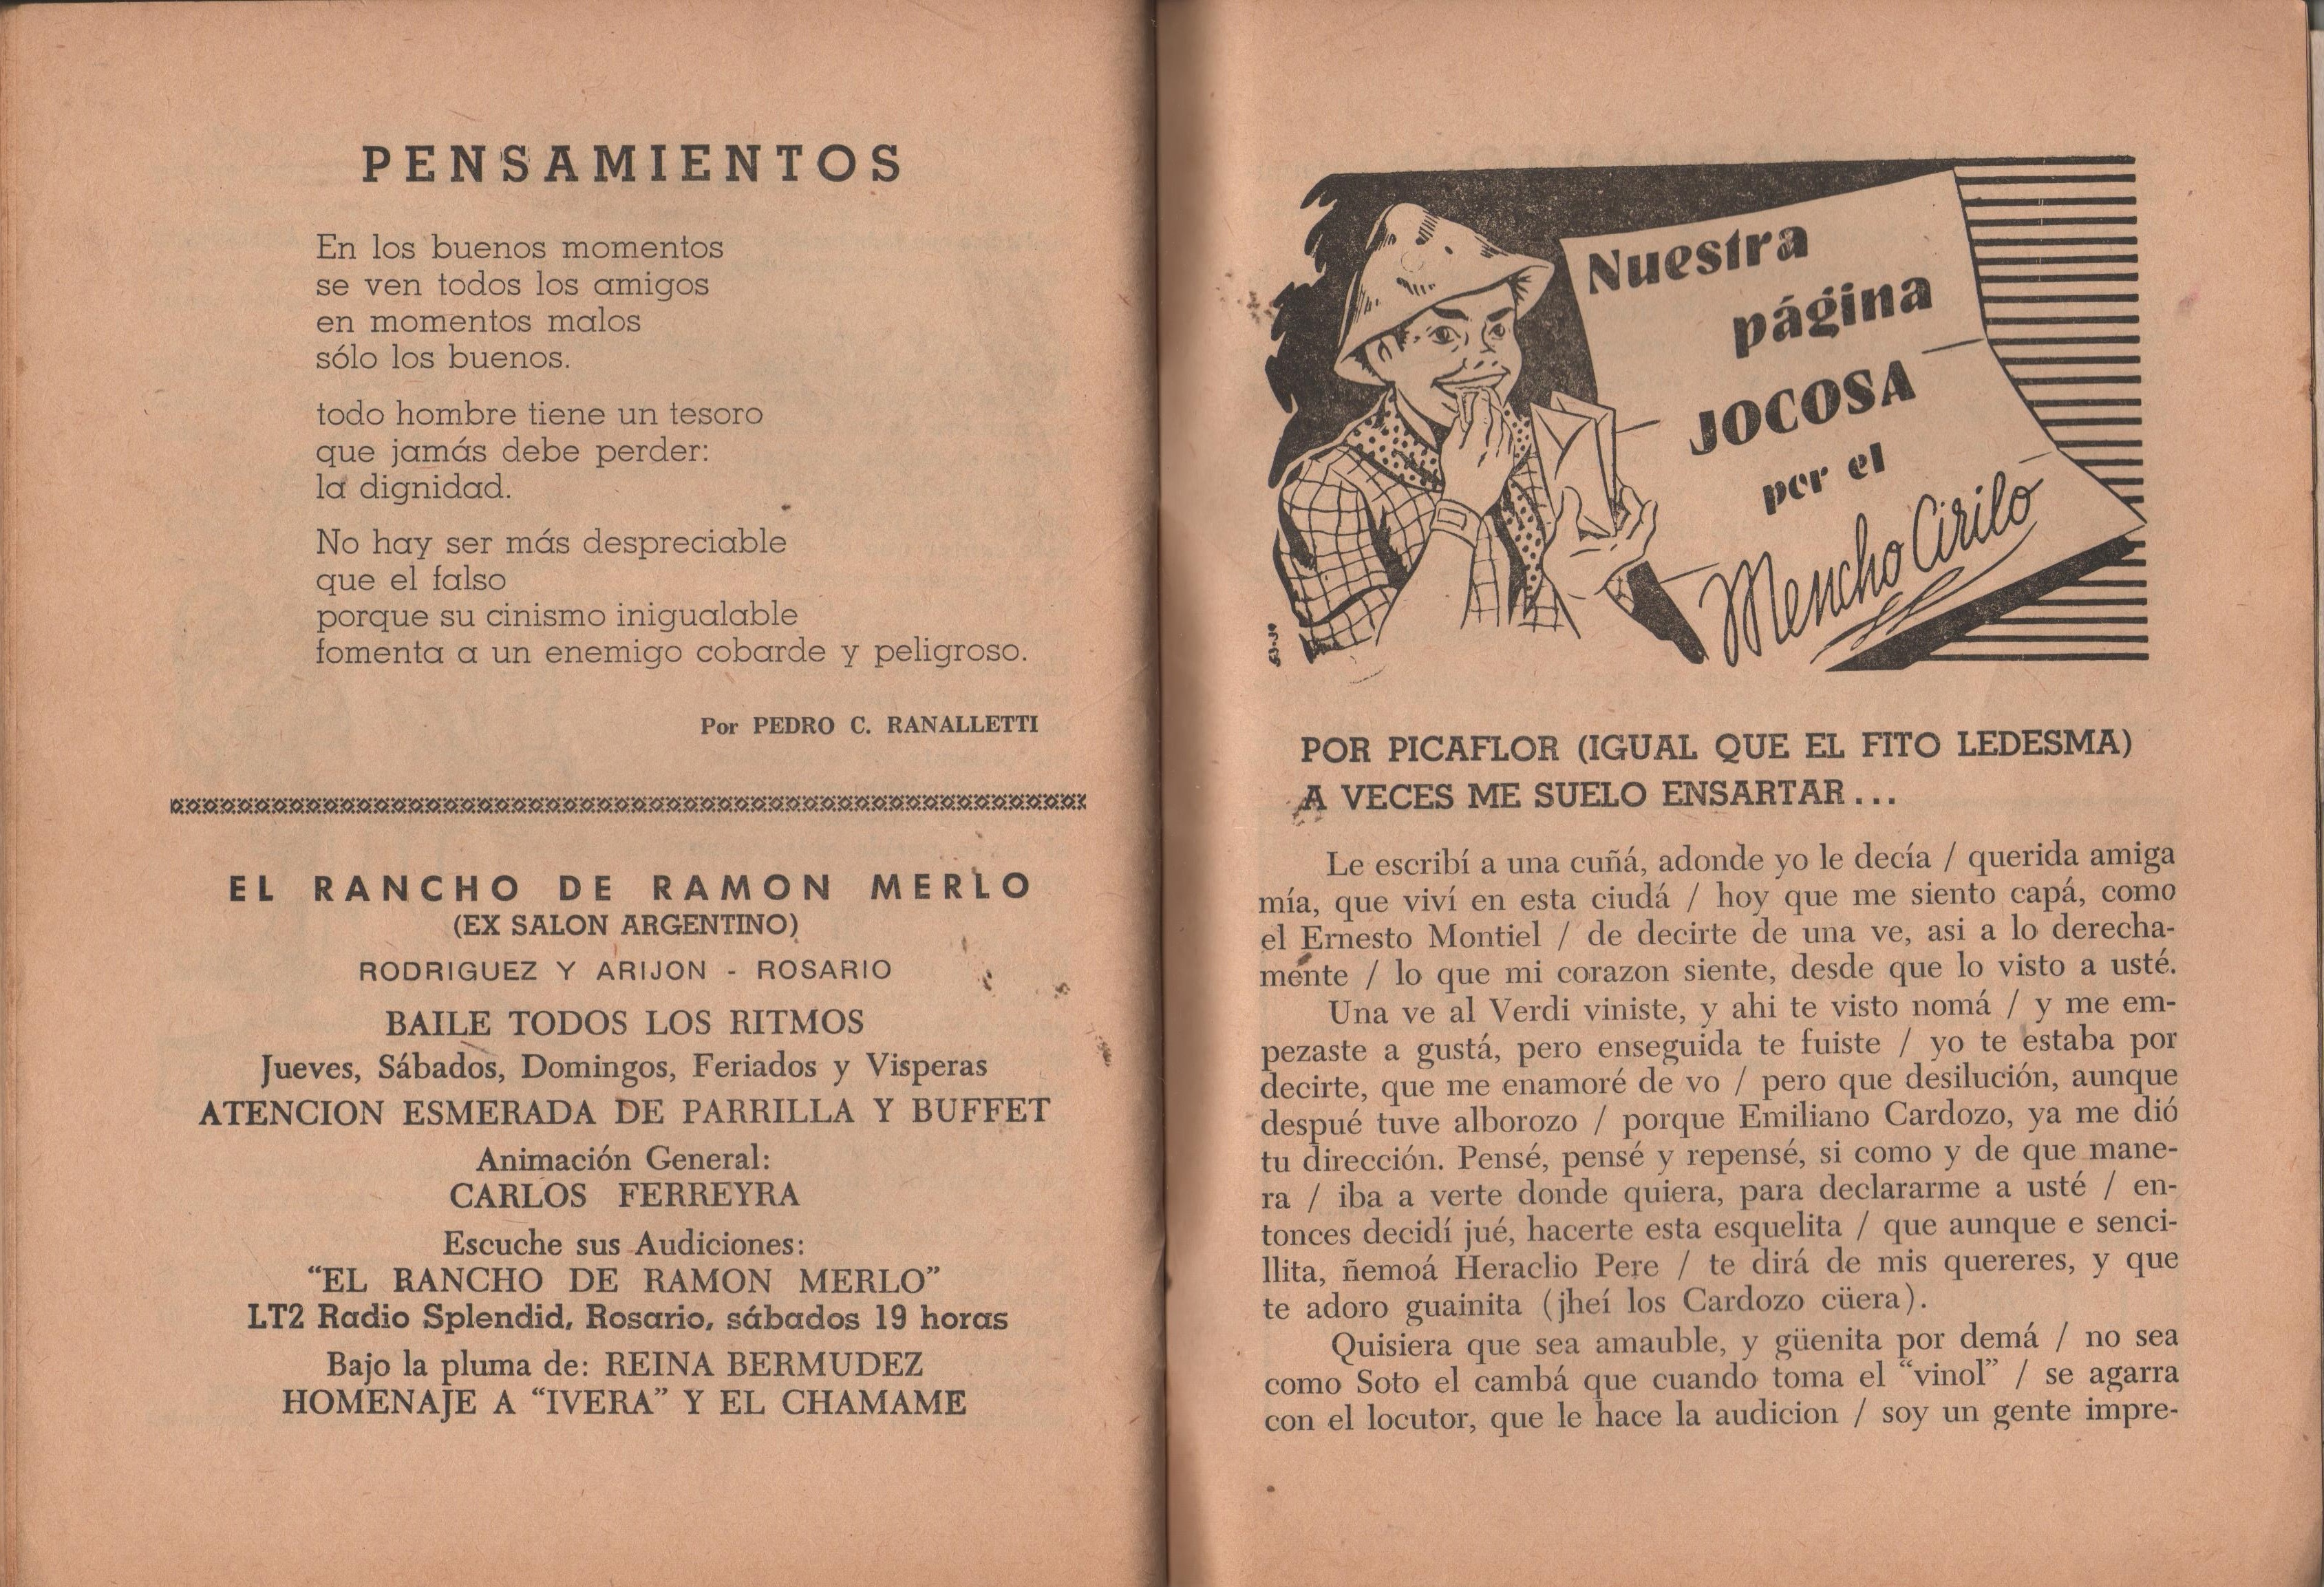 PENSAMIENTOS
En los buenos momentos
se ven todos los amigos
en momentos malos
sólo los buenos.
todo hombre tiene un tesoro
que jamás debe perder:
la dignidad.
No hay ser más despreciable
que el falso
porque su cinismo inigualable
fomenta a un enemigo cobarde y peligroso.
Por PEDRO C. RANALLETTI
EL RANCHO DE RAMON MERLO
(EX SALON ARGENTINO)
RODRIGUEZ Y ARIJON - ROSARIO
BAILE TODOS LOS RITMOS
Jueves, Sábados, Domingos, Feriados y Visperas
ATENCION ESMERADA DE PARRILLA Y BUFFET
Animación General:
CARLOS FERREYRA
Escuche sus Audiciones:
“EL RANCHO DE RAMON MERLO”
LT2 Radio Splendid, Rosario, sábados 19 horas
Bajo la pluma de: REINA BERMUDEZ
HOMENAJE A “IVERA” Y EL CHAMAME
Nuestra
página
JOCOSA
por el
Mencho Cirilo
POR PICAFLOR (IGUAL QUE EL FITO LEDESMA)
A VECES ME SUELO ENSARTAR...
Le escribí a una cuñá, adonde yo le decía / querida amiga
mía, que viví en esta ciudá / hoy que me siento capá, como
el Ernesto Montiel / de decirte de una ve, asi a lo derecha-
mente / lo que mi corazon siente, desde que lo visto a usté.
Una ve al Verdi viniste, y ahi te visto nomá / y me em-
pezaste a gustá, pero enseguida te fuiste / yo te estaba por
decirte, que me enamoré de vo / pero que desilución, aunque
despué tuve alborozo / porque Emiliano Cardozo, ya me dió
tu dirección. Pensé, pensé y repensé, si como y de que mane-
ra / iba a verte donde quiera, para declararme a usté / en-
tonces decidí jué, hacerte esta esquelita / que aunque e senci-
llita, ñemoá Heraclio Pere / te dirá de mis quereres, y que
te adoro guainita (jheí los Cardozo cüera).
Quisiera que sea amauble, y güenita por demá / no sea
como Soto el cambá que cuando toma el “vinol” / se agarra
con el locutor, que le hace la audicion / soy un gente impre-